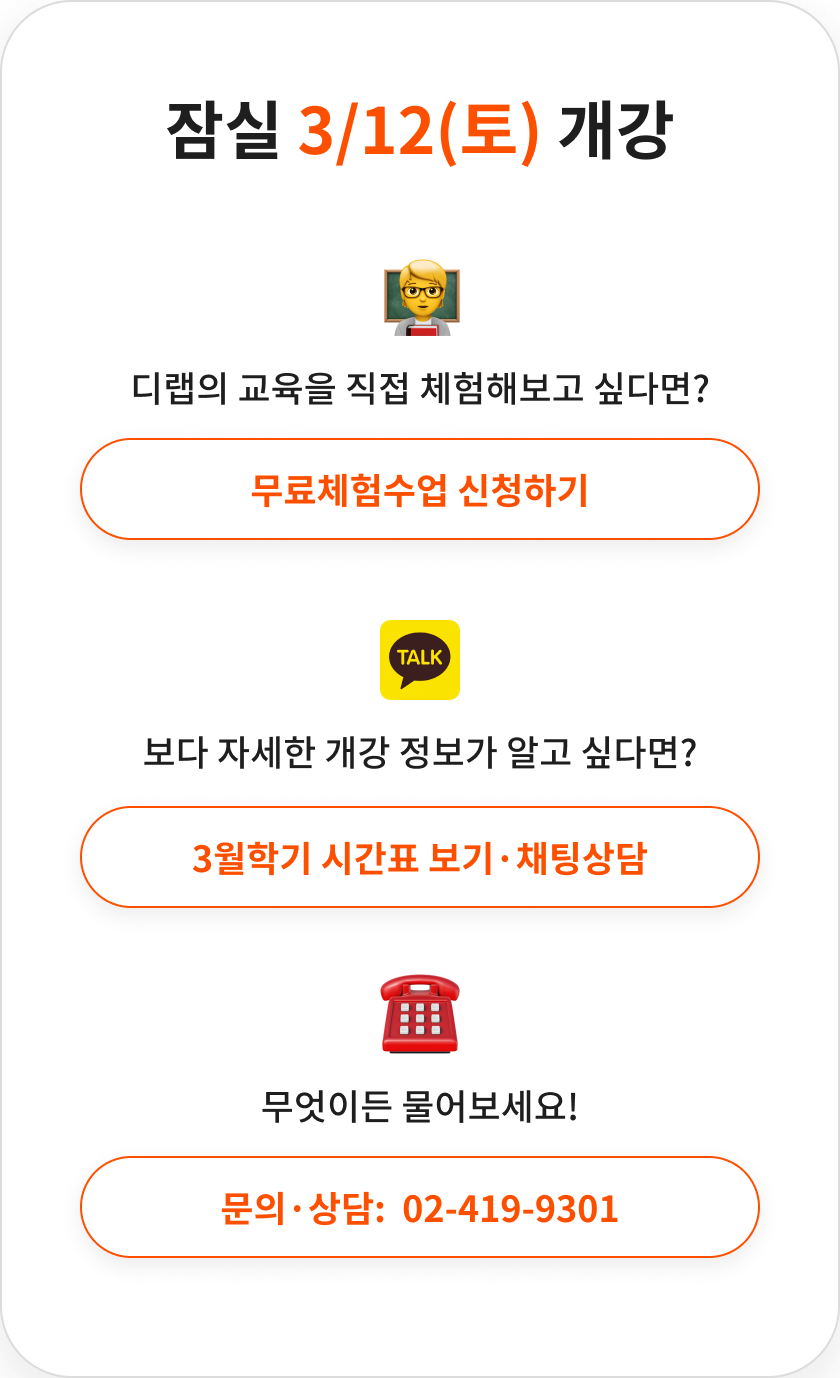 잠실 3/12(토) 개강
디랩의 교육을 직접 체험해보고 싶다면?
무료체험수업 신청하기
TALK
보다 자세한 개강 정보가 알고 싶다면?
3월학기 시간표 보기·채팅상담
무엇이든 물어보세요!
문의·상담: 02-419-9301